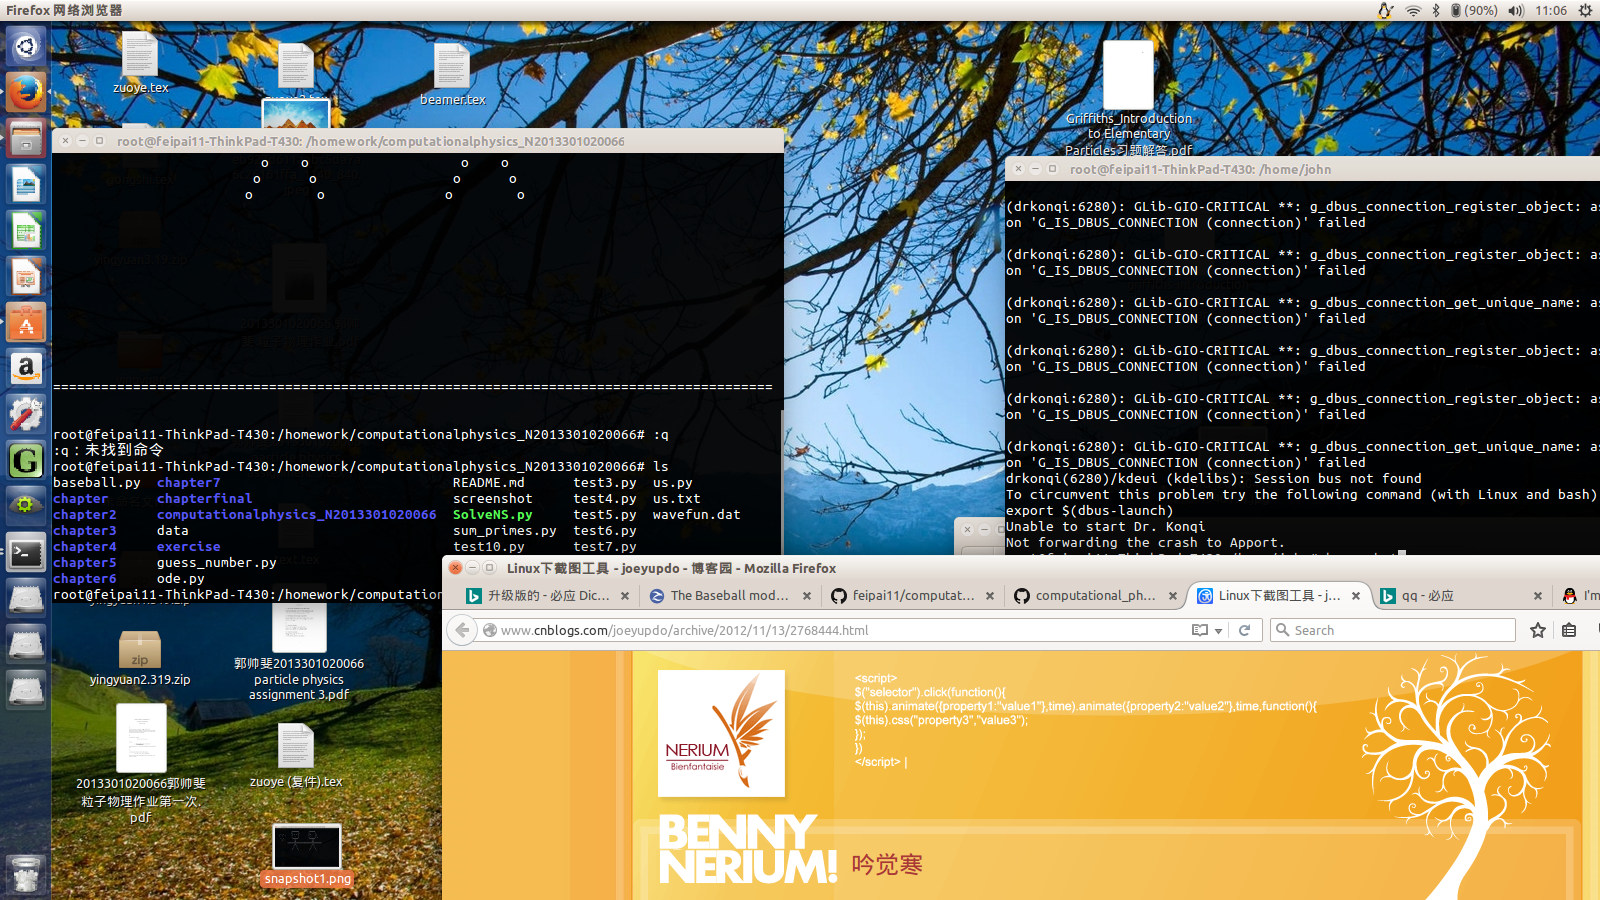 Firefox 网络浏览器
(90%)
11:06
zuoye.tex
beamer.tex
Griffiths_Introduction
to Elementary
Particles习题解答.pdf
root@feipai11-ThinkPad-T430: /homework/computationalphysics_N2013301020066
o o o o
o o o o
o o o o
==========================================================================================
root@feipai11-ThinkPad-T430:/homework/computationalphysics_N2013301020066# :q
:q：未找到命令
root@feipai11-ThinkPad-T430:/homework/computationalphysics_N2013301020066# ls
baseball.py chapter7 README.md test3.py us.py
chapter chapterfinal screenshot test4.py us.txt
chapter2 computationalphysics_N2013301020066 SolveNS.py test5.py wavefun.dat
chapter3 data sum_primes.py test6.py
chapter4 exercise test10.py test7.py
chapter5 guess_number.py
chapter6 ode.py
root@feipai11-ThinkPad-T430:/homework/computation
root@feipai11-ThinkPad-T430: /home/john
(drkonqi:6280): GLib-GIO-CRITICAL **: g_dbus_connection_register_object: as
on 'G_IS_DBUS_CONNECTION (connection)' failed
(drkonqi:6280): GLib-GIO-CRITICAL **: g_dbus_connection_register_object: as
on 'G_IS_DBUS_CONNECTION (connection)' failed
(drkonqi:6280): GLib-GIO-CRITICAL **: g_dbus_connection_get_unique_name: as
on 'G_IS_DBUS_CONNECTION (connection)' failed
(drkonqi:6280): GLib-GIO-CRITICAL **: g_dbus_connection_register_object: as
on 'G_IS_DBUS_CONNECTION (connection)' failed
(drkonqi:6280): GLib-GIO-CRITICAL **: g_dbus_connection_register_object: as
on 'G_IS_DBUS_CONNECTION (connection)' failed
(drkonqi:6280): GLib-GIO-CRITICAL **: g_dbus_connection_get_unique_name: as
on 'G_IS_DBUS_CONNECTION (connection)' failed
drkonqi(6280)/kdeui (kdelibs): Session bus not found
To circumvent this problem try the following command (with Linux and bash)
export $(dbus-launch)
Unable to start Dr. Konqi
Not forwarding the crash to Apport.
yingyuan2.319.zip
zip
郭帅斐2013301020066
particle physics
assignment 3.pdf
2013301020066郭帅斐
粒子物理作业第一次.
pdf
zuoye (复件).tex
snapshot1.png
Linux下截图工具 - joeyupdo - 博客园 - Mozilla Firefox
升级版的 - 必应 Dic...
The Baseball mod...
feipai11/computat...
computational_ph...
Linux下截图工具 - j...
qq - 必应
I'm
www.cnblogs.com/joeyupdo/archive/2012/11/13/2768444.html
Search
NERIUM
Bienfantaisie
<script>
$("selector").click(function(){
$(this).animate({property1:"value1"},time).animate({property2:"value2"},time,function(){
$(this).css("property3","value3");
});
})
</script> |
BENNY
NERIUM!
吟觉寒